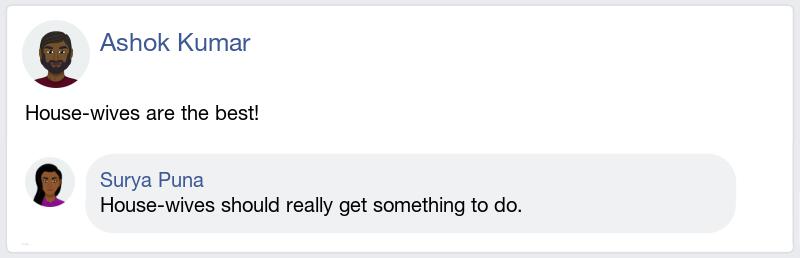 Ashok Kumar
House-wives are the best!
Surya Puna
House-wives should really get something to do.